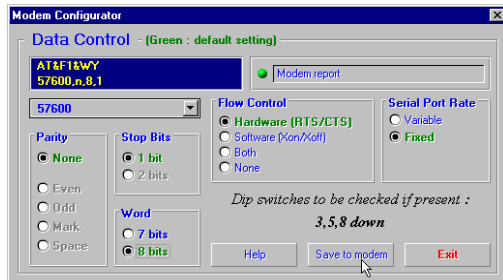 Modem Configurator
Data Control - (Green : default setting)
AT&F1&WY
57600,n,8,1
Modem report
57600
Flow Control
Hardware (RTS/CTS)
Software (Xon/Xoff)
Both
None
Serial Port Rate
Variable
Fixed
Parity
None
Even
Odd
Mark
Space
Stop Bits
1 bit
2 bits
Word
7 bits
8 bits
Dip switches to be checked if present :
3,5,8 down
Help
Save to modem
Exit